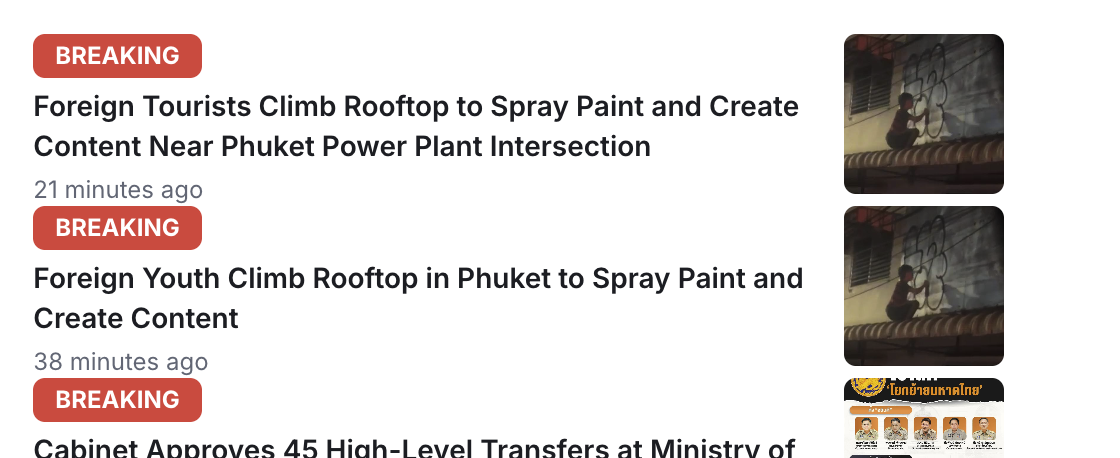 BREAKING
Foreign Tourists Climb Rooftop to Spray Paint and Create
Content Near Phuket Power Plant Intersection
21 minutes ago
BREAKING
Foreign Youth Climb Rooftop in Phuket to Spray Paint and
Create Content
38 minutes ago
BREAKING
'โยกย้ายมหาดไทย'
Cabinet Approves 45 High-Level Transfers at Ministry of